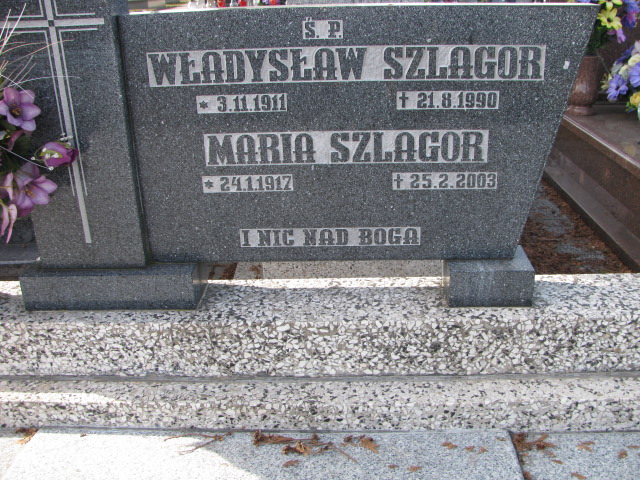 Ś. P.
WŁADYSŁAW SZLAGOR
* 3.11.1911 † 21.8.1990
MARIA SZLAGOR
* 24.1.1917 † 25.2.2003
I NIC NAD BOGA